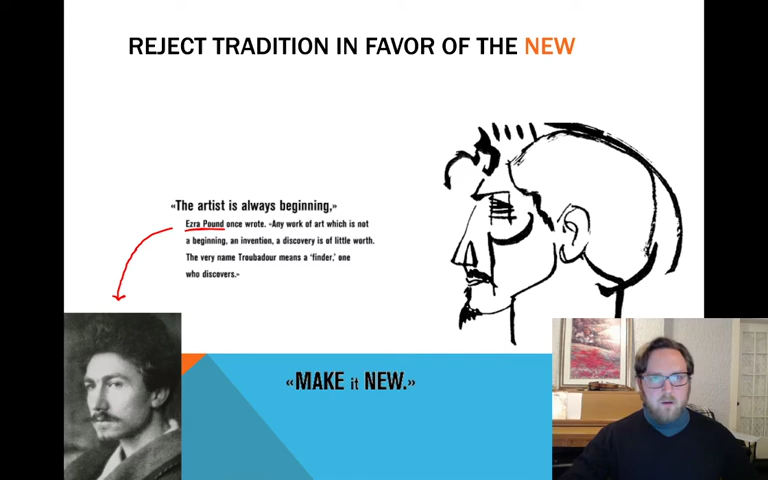 REJECT TRADITION IN FAVOR OF THE NEW
«The artist is always beginning,»
Ezra Pound once wrote. «Any work of art which is not
a beginning, an invention, a discovery is of little worth.
The very name Troubadour means a 'finder,' one
who discovers.»
«MAKE it NEW.»